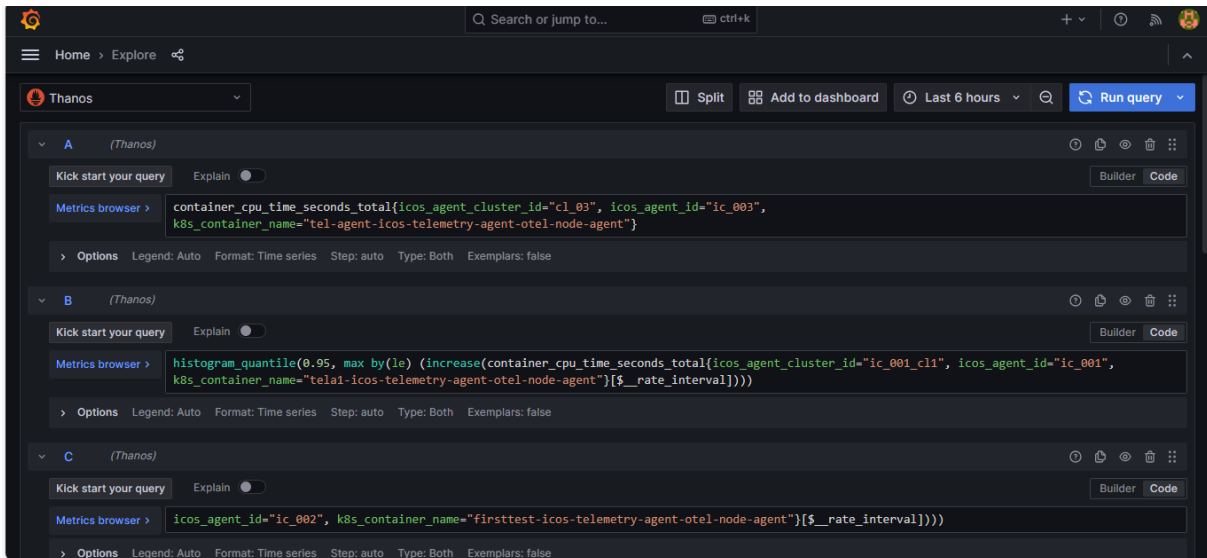 Search or jump to... ctrl+k
Home › Explore
Thanos Split Add to dashboard Last 6 hours Run query
A (Thanos)
Kick start your query Explain Builder Code
Metrics browser > container_cpu_time_seconds_total{icos_agent_cluster_id="cl_03", icos_agent_id="ic_003",
k8s_container_name="tel-agent-icos-telemetry-agent-otel-node-agent"}
> Options Legend: Auto Format: Time series Step: auto Type: Both Exemplars: false
B (Thanos)
Kick start your query Explain Builder Code
Metrics browser > histogram_quantile(0.95, max by(le) (increase(container_cpu_time_seconds_total{icos_agent_cluster_id="ic_001_cl1", icos_agent_id="ic_001",
k8s_container_name="tela1-icos-telemetry-agent-otel-node-agent"}[$__rate_interval])))
> Options Legend: Auto Format: Time series Step: auto Type: Both Exemplars: false
C (Thanos)
Kick start your query Explain Builder Code
Metrics browser > icos_agent_id="ic_002", k8s_container_name="firsttest-icos-telemetry-agent-otel-node-agent"}[$__rate_interval])))
> Options Legend: Auto Format: Time series Step: auto Type: Both Exemplars: false